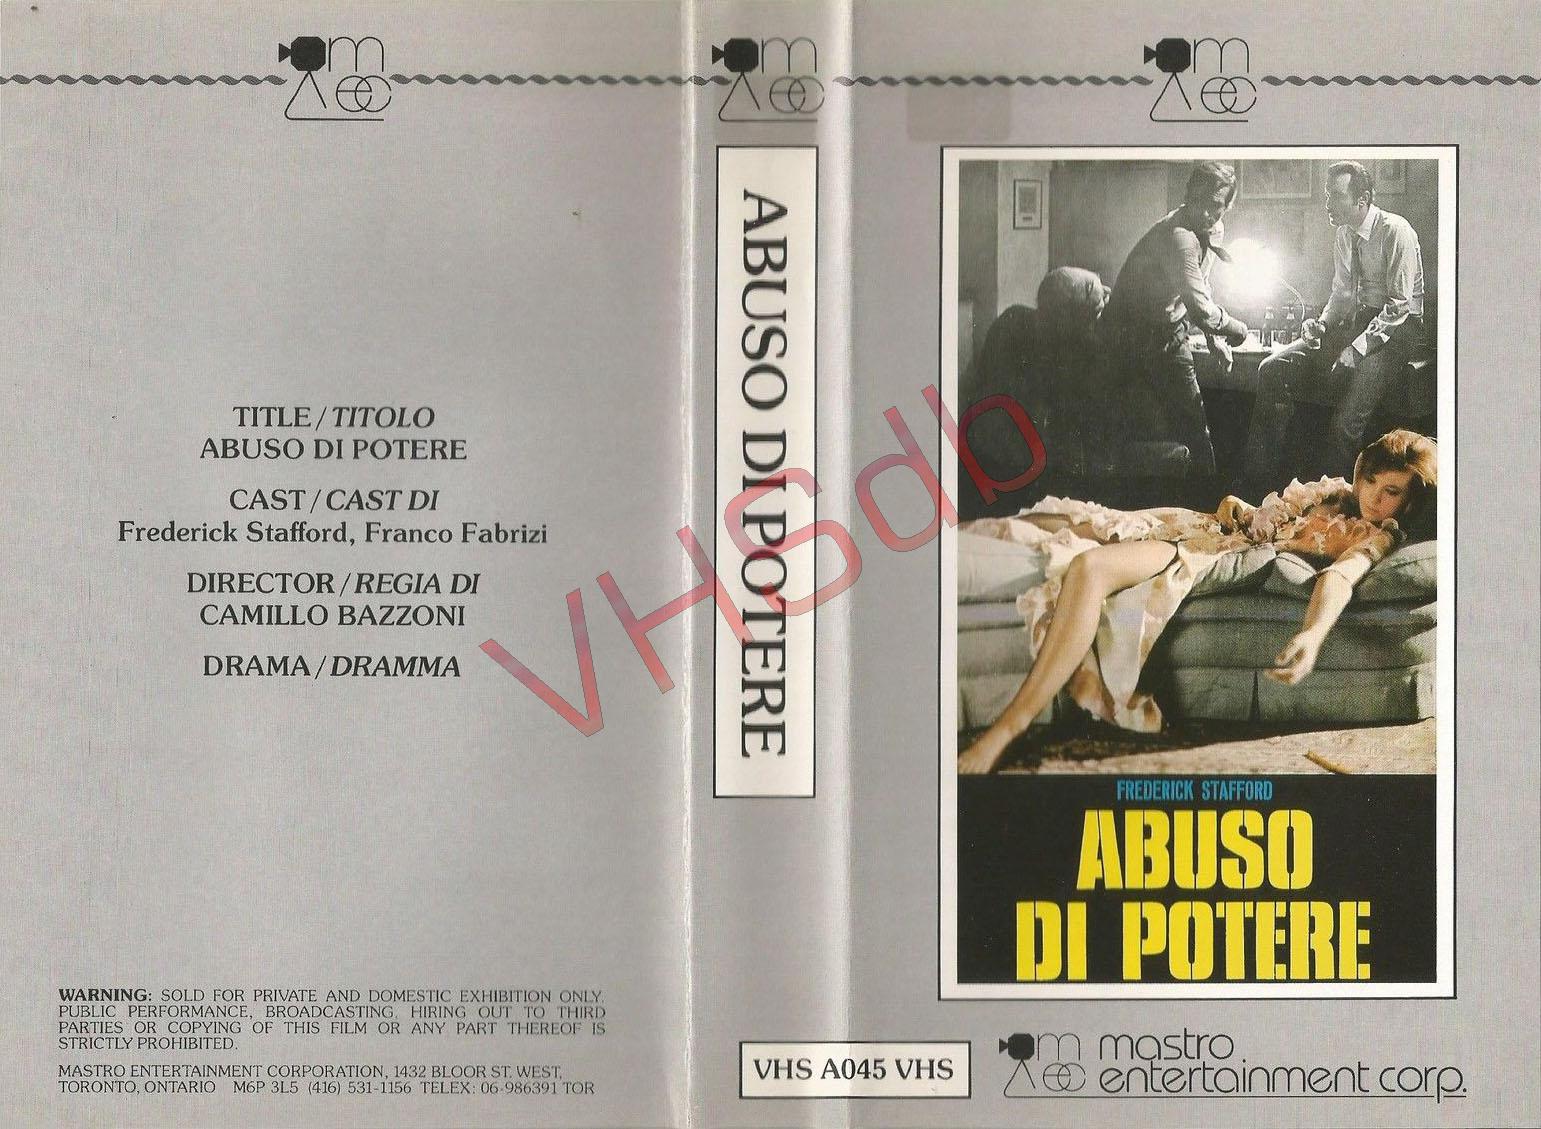 TITLE / TITOLO
ABUSO DI POTERE
CAST / CAST DI
Frederick Stafford, Franco Fabrizi
DIRECTOR / REGIA DI
CAMILLO BAZZONI
DRAMA / DRAMMA
WARNING: SOLD FOR PRIVATE AND DOMESTIC EXHIBITION ONLY.
PUBLIC PERFORMANCE, BROADCASTING, HIRING OUT TO THIRD
PARTIES OR COPYING OF THIS FILM OR ANY PART THEREOF IS
STRICTLY PROHIBITED.
MASTRO ENTERTAINMENT CORPORATION, 1432 BLOOR ST. WEST,
TORONTO, ONTARIO M6P 3L5 (416) 531-1156 TELEX: 06-986391 TOR
mec
mec
ABUSO DI POTERE
VHS A045 VHS
mec
FREDERICK STAFFORD
ABUSO
DI POTERE
mec
mastro
entertainment corp.
VHSdb